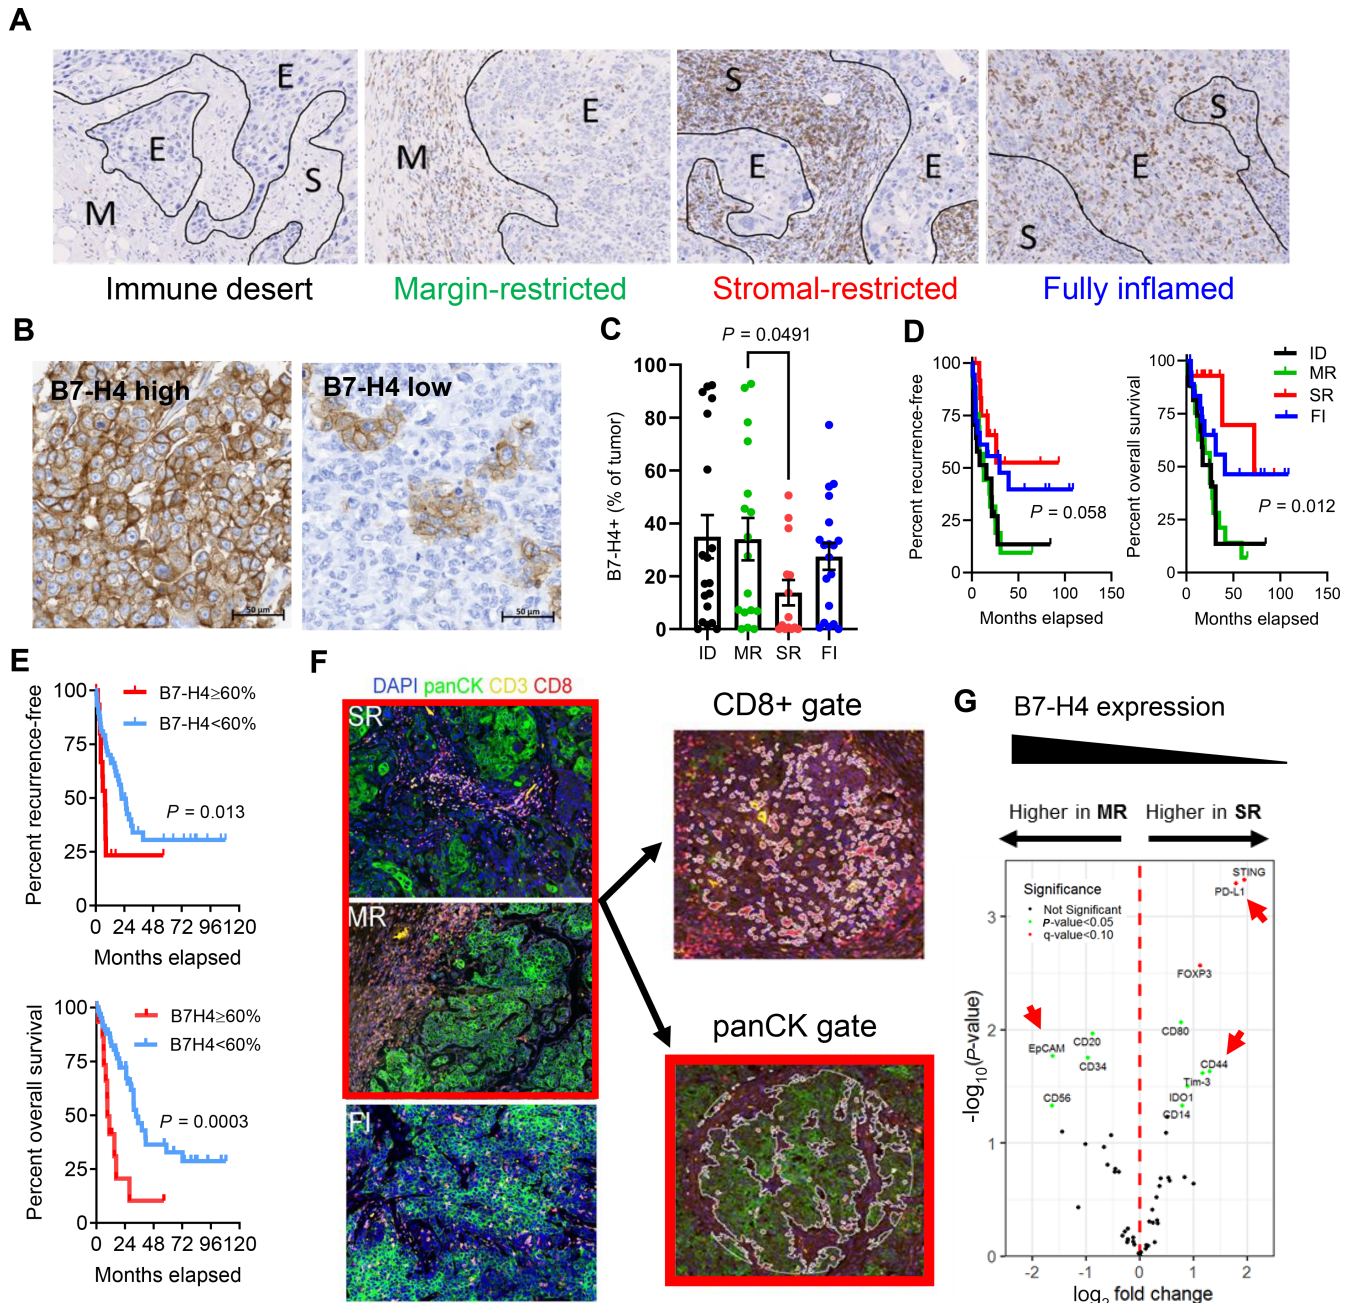 A
E
E
S
M
M
E
S
E
E
S
E
S
Immune desert
Margin-restricted
Stromal-restricted
Fully inflamed
B
B7-H4 high
50 µm
B7-H4 low
50 µm
C
P = 0.0491
B7-H4+ (% of tumor)
100
80
60
40
20
0
ID MR SR FI
D
Percent recurrence-free
100
75
50
25
0
P = 0.058
0 50 100 150
Months elapsed
Percent overall survival
100
75
50
25
0
P = 0.012
0 50 100 150
Months elapsed
ID
MR
SR
FI
E
B7-H4≥60%
B7-H4<60%
Percent recurrence-free
100
75
50
25
0
P = 0.013
0 24 48 72 96120
Months elapsed
B7H4≥60%
B7H4<60%
Percent overall survival
100
75
50
25
0
P = 0.0003
0 24 48 72 96120
Months elapsed
F
DAPI panCK CD3 CD8
SR
MR
FI
CD8+ gate
panCK gate
G
B7-H4 expression
Higher in MR
Higher in SR
Significance
Not Significant
P-value<0.05
q-value<0.10
STING
PD-L1
FOXP3
CD80
CD44
Tim-3
IDO1
CD14
EpCAM
CD20
CD34
CD56
-log10(P-value)
3
2
1
0
-2 -1 0 1 2
log2 fold change